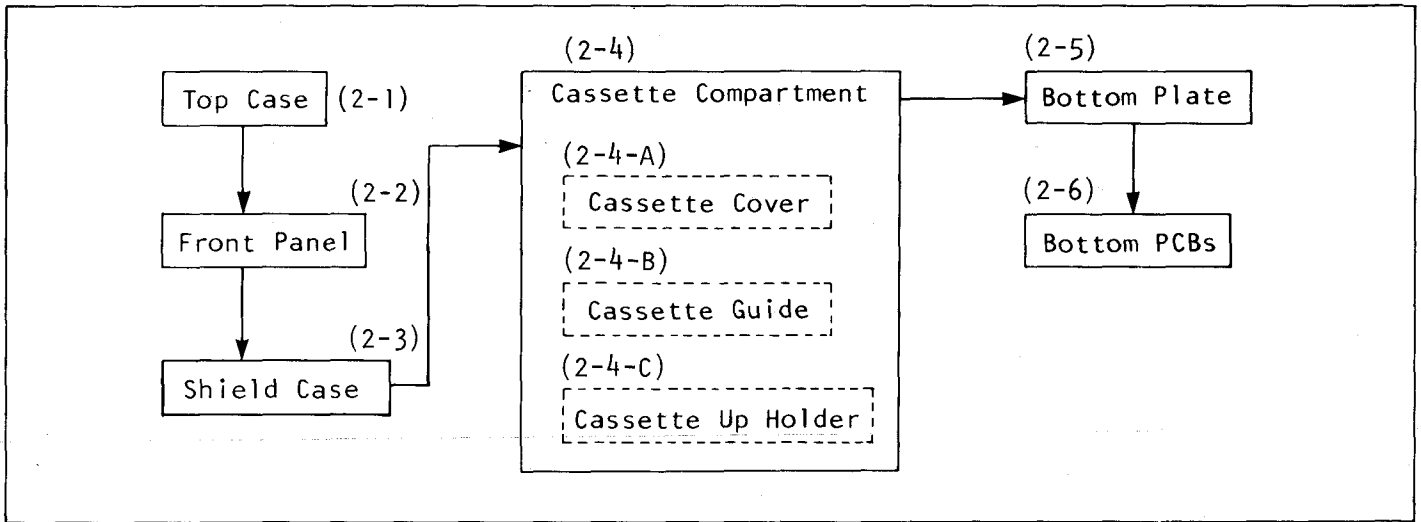 Top Case
(2-1)
(2-2)
Front Panel
(2-3)
Shield Case
(2-4)
Cassette Compartment
(2-4-A)
Cassette Cover
(2-4-B)
Cassette Guide
(2-4-C)
Cassette Up Holder
(2-5)
Bottom Plate
(2-6)
Bottom PCBs